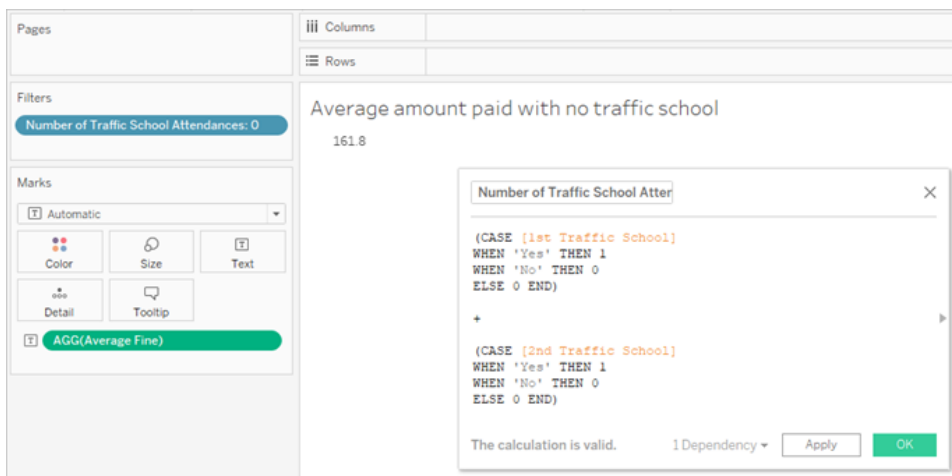 Pages
Columns
Rows
Filters
Number of Traffic School Attendances: 0
Average amount paid with no traffic school
161.8
Marks
Automatic
Color
Size
Text
Detail
Tooltip
AGG(Average Fine)
Number of Traffic School Atter
(CASE [1st Traffic School]
WHEN 'Yes' THEN 1
WHEN 'No' THEN 0
ELSE 0 END)
+
(CASE [2nd Traffic School]
WHEN 'Yes' THEN 1
WHEN 'No' THEN 0
ELSE 0 END)
The calculation is valid.
1 Dependency
Apply
OK